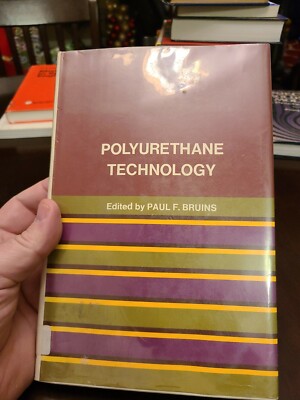 POLYURETHANE
TECHNOLOGY
Edited by PAUL F. BRUINS